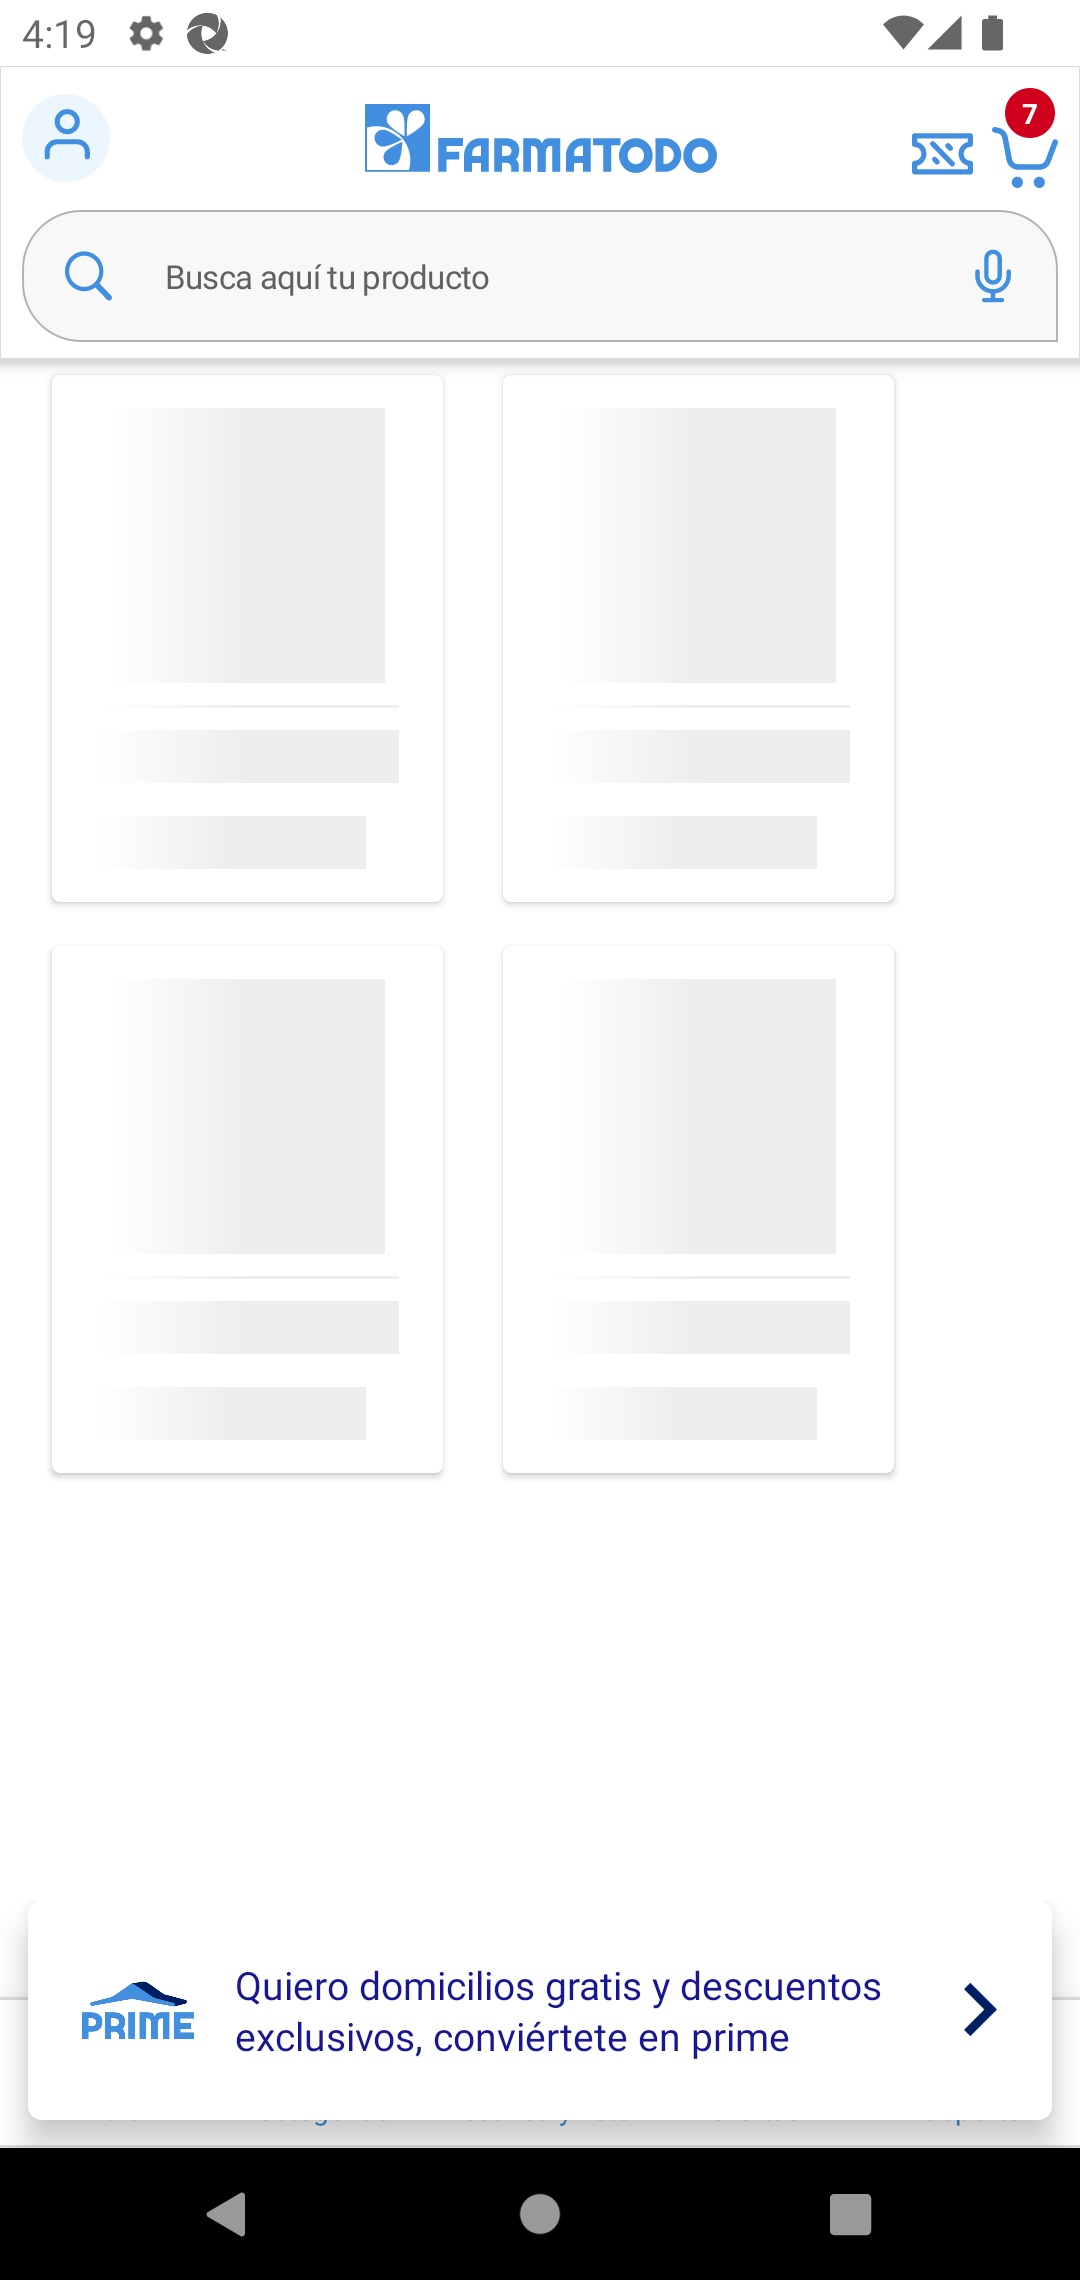 4:19
7
FARMATODO
Busca aquí tu producto
PRIME
Quiero domicilios gratis y descuentos
exclusivos, conviértete en prime